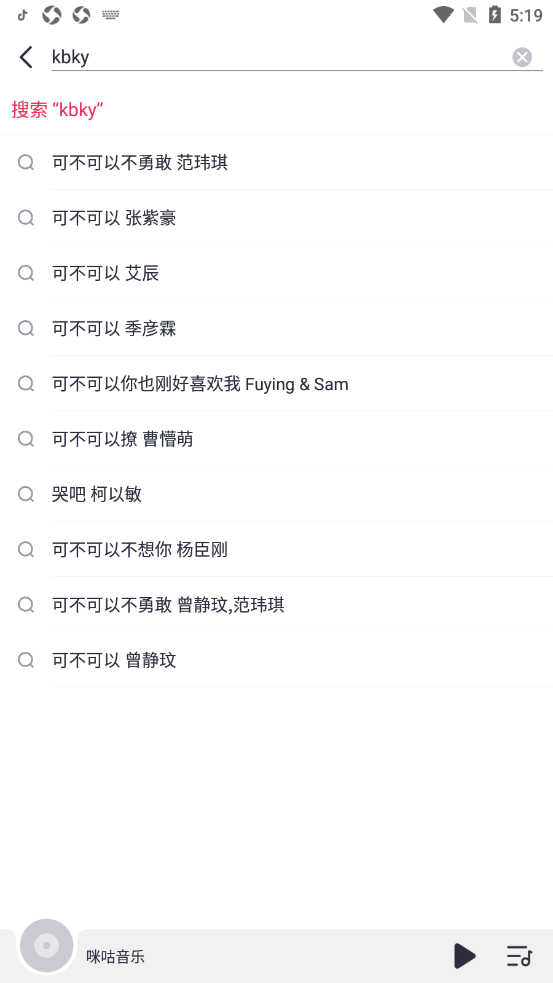 5:19
kbky
搜索 “kbky”
可不可以不勇敢 范玮琪
可不可以 张紫豪
可不可以 艾辰
可不可以 季彦霖
可不可以你也刚好喜欢我 Fuying & Sam
可不可以撩 曹懵萌
哭吧 柯以敏
可不可以不想你 杨臣刚
可不可以不勇敢 曾静玟,范玮琪
可不可以 曾静玟
咪咕音乐